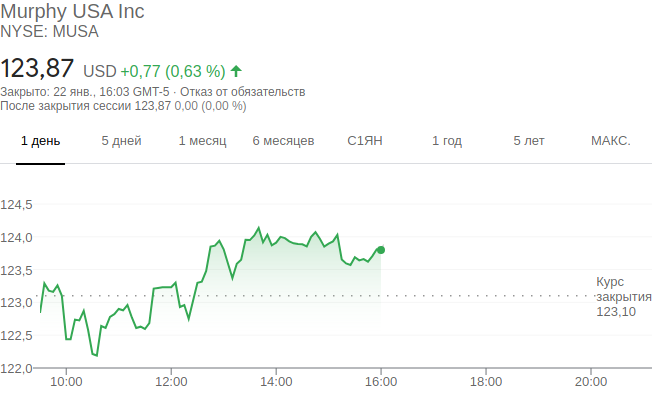 Murphy USA Inc
NYSE: MUSA
123,87 USD +0,77 (0,63 %)
Закрыто: 22 янв., 16:03 GMT-5 · Отказ от обязательств
После закрытия сессии 123,87 0,00 (0,00 %)
1 день 5 дней 1 месяц 6 месяцев С1ЯН 1 год 5 лет МАКС.
124,5
124,0
123,5
123,0
122,5
122,0
Курс
закрытия
123,10
10:00 12:00 14:00 16:00 18:00 20:00